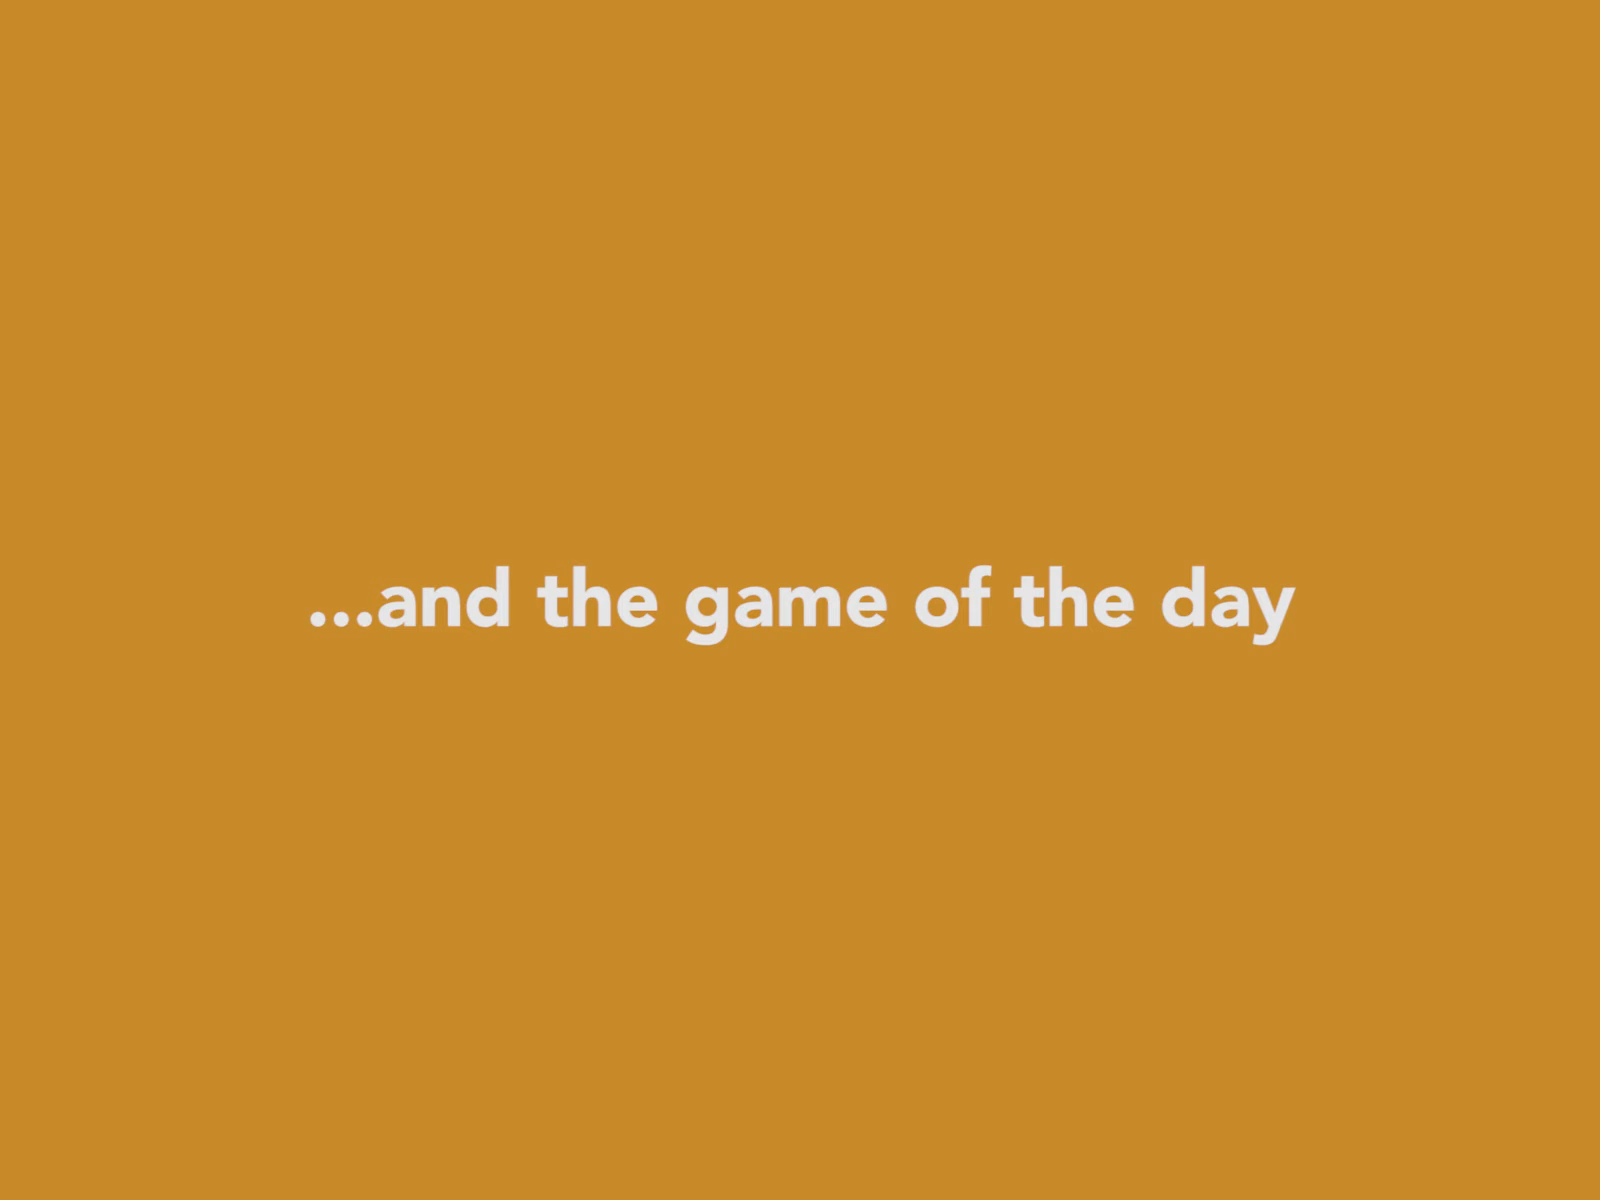 ...and the game of the day